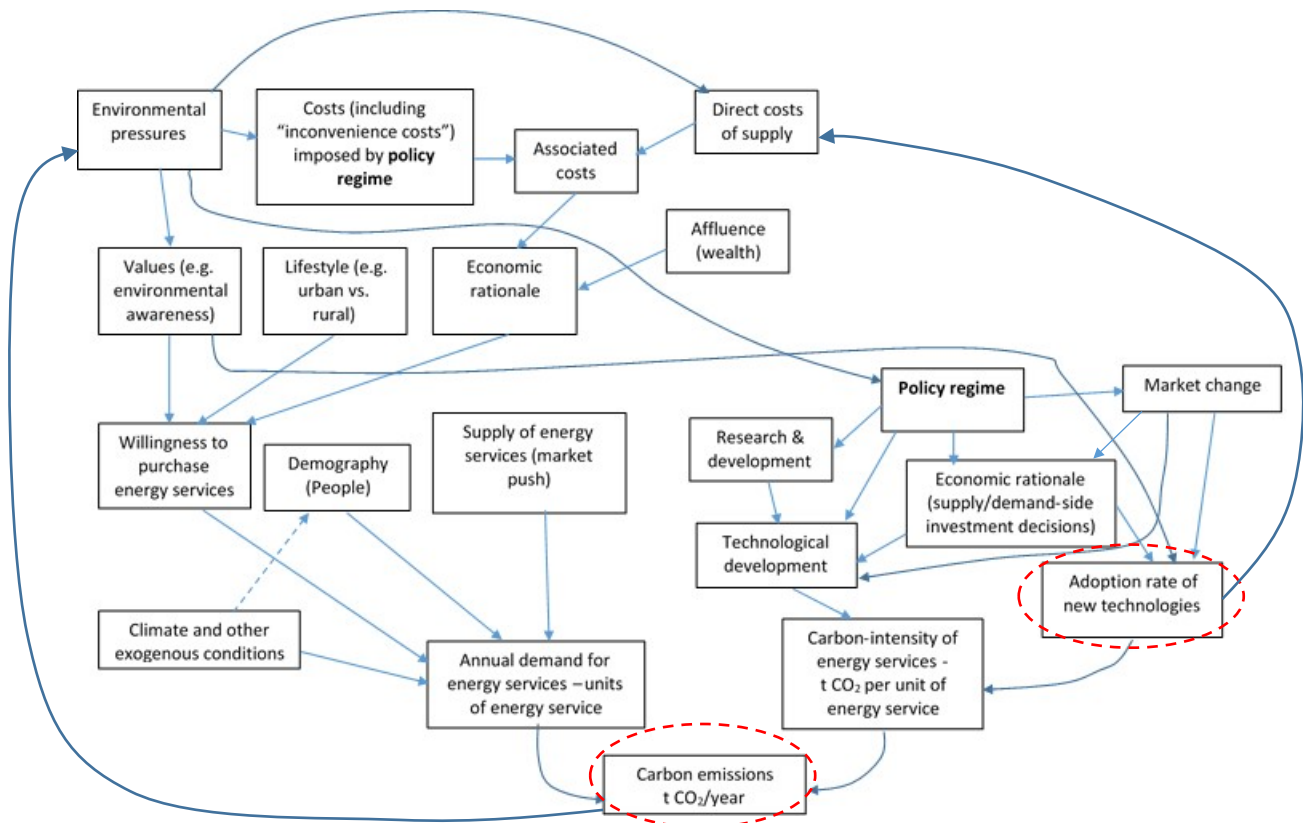 Environmental
pressures
Costs (including
“inconvenience costs”)
imposed by policy
regime
Direct costs
of supply
Associated
costs
Affluence
(wealth)
Values (e.g.
environmental
awareness)
Lifestyle (e.g.
urban vs.
rural)
Economic
rationale
Policy regime
Market change
Willingness to
purchase
energy services
Demography
(People)
Supply of energy
services (market
push)
Research &
development
Economic rationale
(supply/demand-side
investment decisions)
Technological
development
Adoption rate of
new technologies
Climate and other
exogenous conditions
Annual demand for
energy services – units
of energy service
Carbon-intensity of
energy services -
t CO₂ per unit of
energy service
Carbon emissions
t CO₂/year